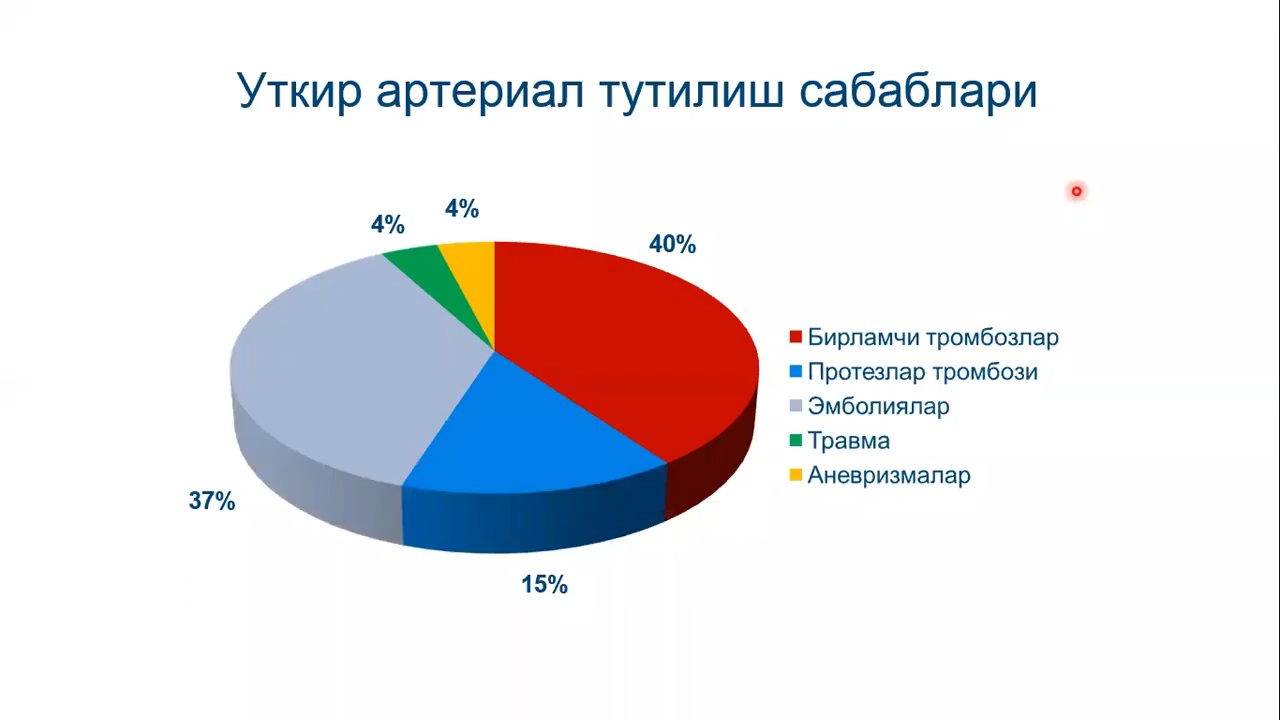 Уткир артериал тутилиш сабаблари
4%
4%
40%
37%
15%
Бирламчи тромбозлар
Протезлар тромбози
Эмболиялар
Травма
Аневризмалар